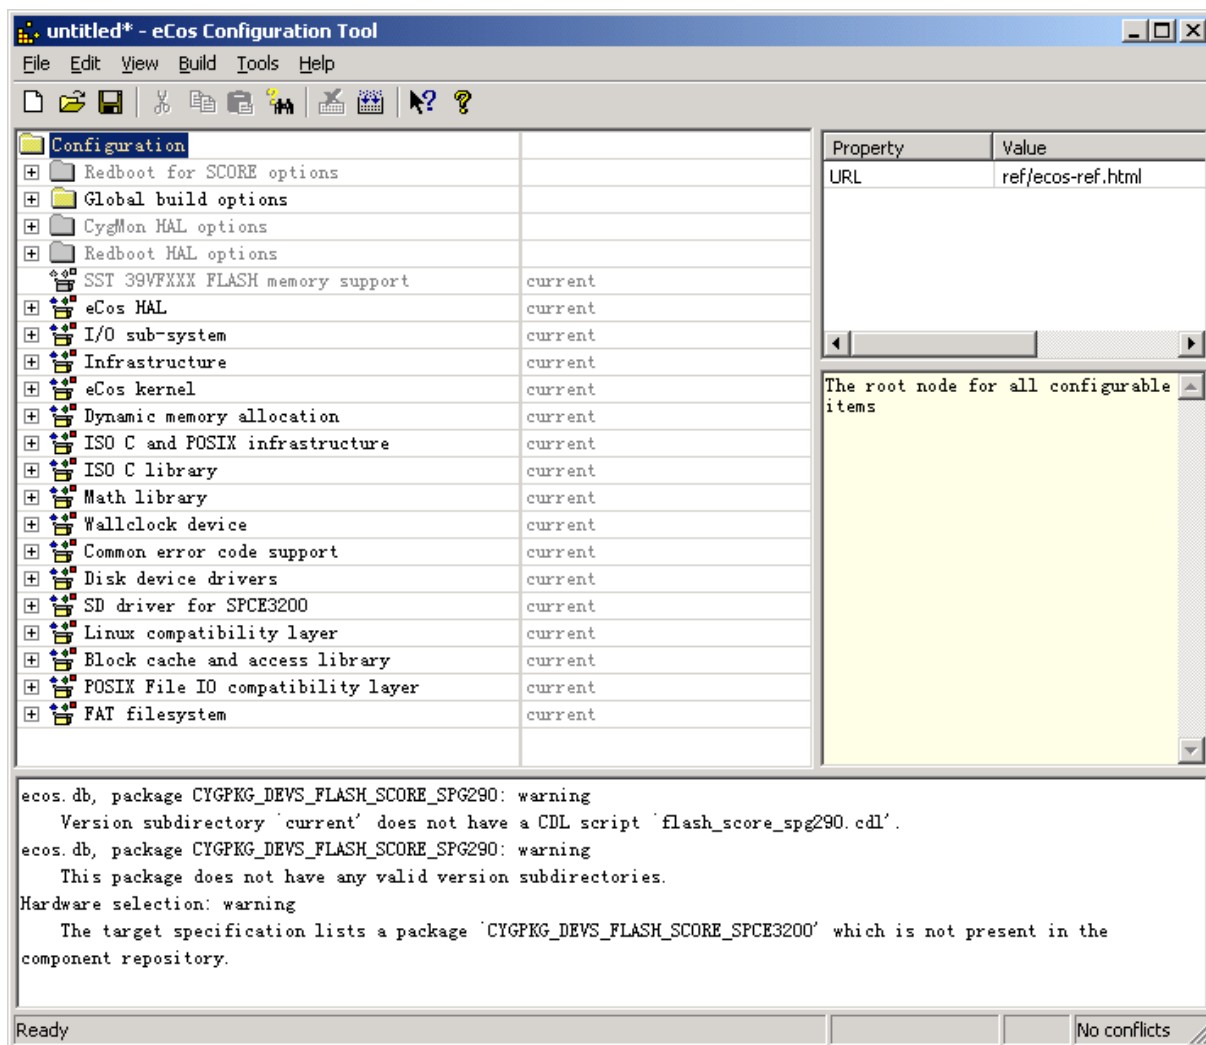 untitled* - eCos Configuration Tool
File Edit View Build Tools Help
Configuration
Redboot for SCORE options
Global build options
CygMon HAL options
Redboot HAL options
SST 39VFXXX FLASH memory support current
eCos HAL current
I/O sub-system current
Infrastructure current
eCos kernel current
Dynamic memory allocation current
ISO C and POSIX infrastructure current
ISO C library current
Math library current
Wallclock device current
Common error code support current
Disk device drivers current
SD driver for SPCE3200 current
Linux compatibility layer current
Block cache and access library current
POSIX File IO compatibility layer current
FAT filesystem current
Property Value
URL ref/ecos-ref.html
The root node for all configurable
items
ecos.db, package CYGPKG_DEVS_FLASH_SCORE_SPG290: warning
Version subdirectory `current' does not have a CDL script `flash_score_spg290.cdl'.
ecos.db, package CYGPKG_DEVS_FLASH_SCORE_SPG290: warning
This package does not have any valid version subdirectories.
Hardware selection: warning
The target specification lists a package `CYGPKG_DEVS_FLASH_SCORE_SPCE3200' which is not present in the
component repository.
Ready No conflicts